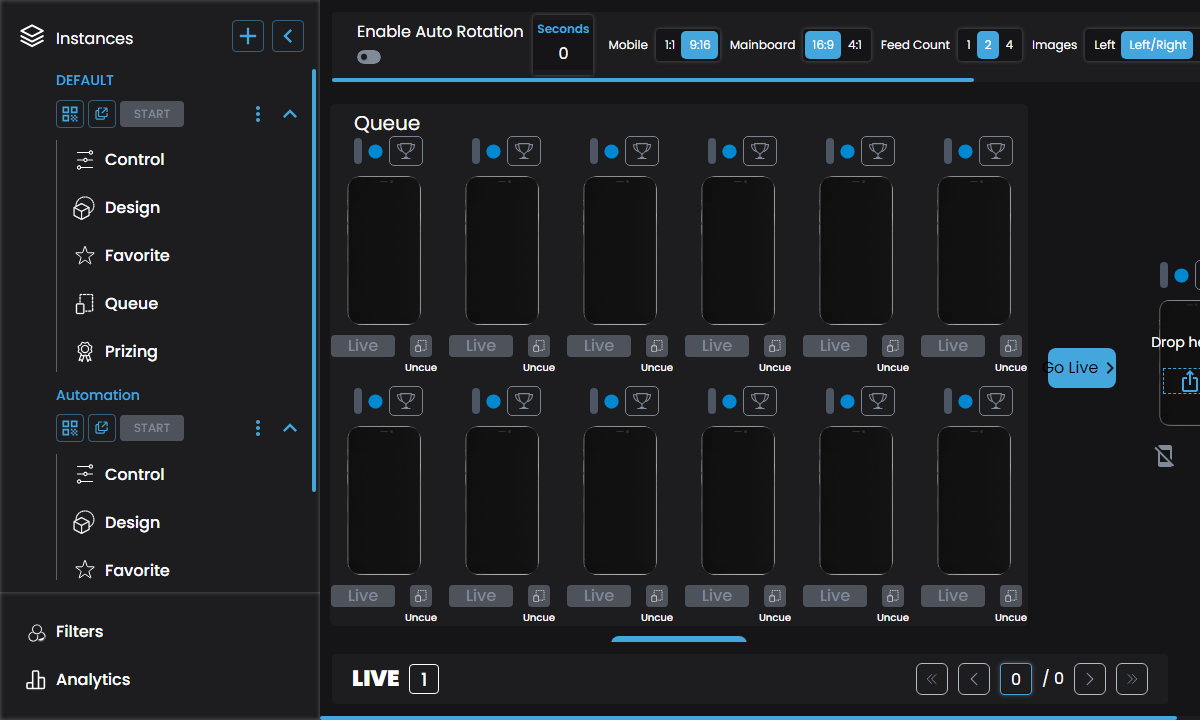 Instances
DEFAULT
START
Control
Design
Favorite
Queue
Prizing
Automation
START
Control
Design
Favorite
Filters
Analytics
Enable Auto Rotation
Seconds
0
Mobile 1:1 9:16 Mainboard 16:9 4:1 Feed Count 1 2 4 Images Left Left/Right
Queue
Live Live Live Live Live Live
Uncue Uncue Uncue Uncue Uncue Uncue
Go Live
Drop he
Live Live Live Live Live Live
Uncue Uncue Uncue Uncue Uncue Uncue
LIVE 1
0 / 0